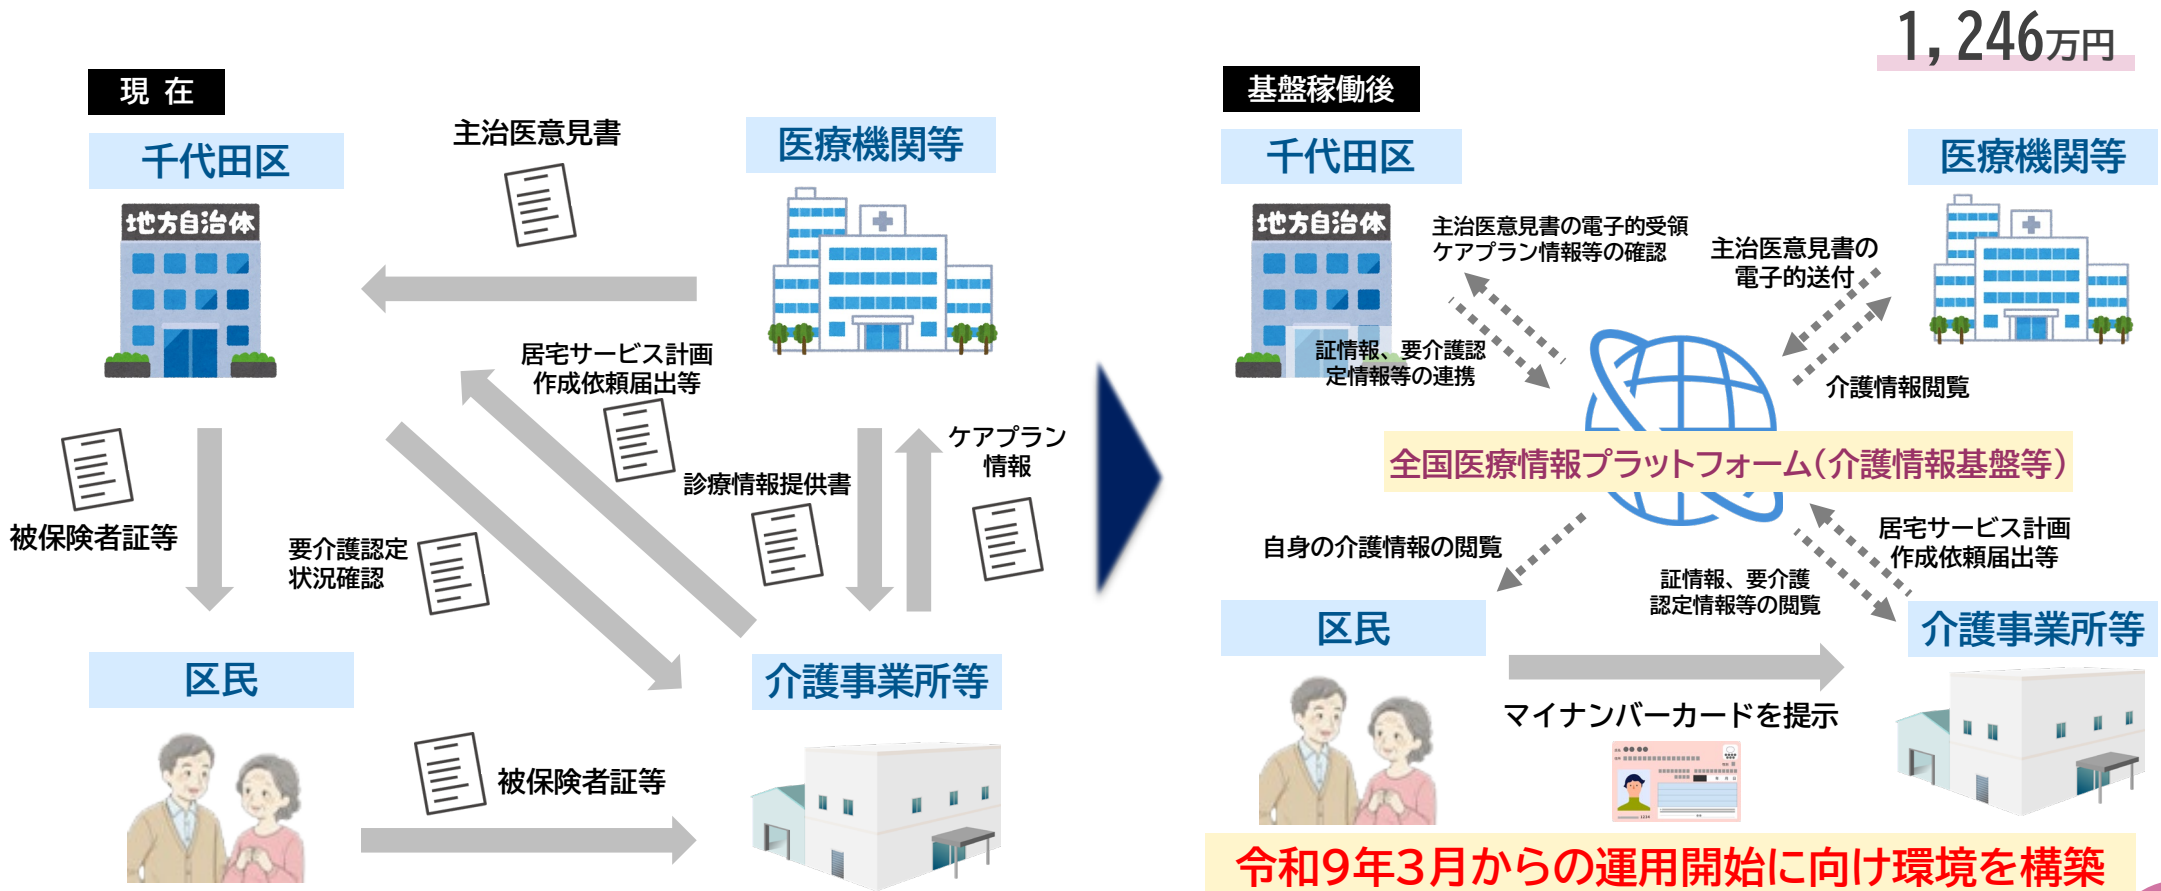 1,246万円
現 在
千代田区
地方自治体
主治医意見書
医療機関等
居宅サービス計画
作成依頼届出等
ケアプラン
情報
診療情報提供書
被保険者証等
要介護認定
状況確認
区民
介護事業所等
被保険者証等
基盤稼働後
千代田区
地方自治体
主治医意見書の電子的受領
ケアプラン情報等の確認
主治医意見書の
電子的送付
医療機関等
証情報、要介護認
定情報等の連携
介護情報閲覧
全国医療情報プラットフォーム(介護情報基盤等)
自身の介護情報の閲覧
居宅サービス計画
作成依頼届出等
証情報、要介護
認定情報等の閲覧
区民
介護事業所等
マイナンバーカードを提示
令和9年3月からの運用開始に向け環境を構築